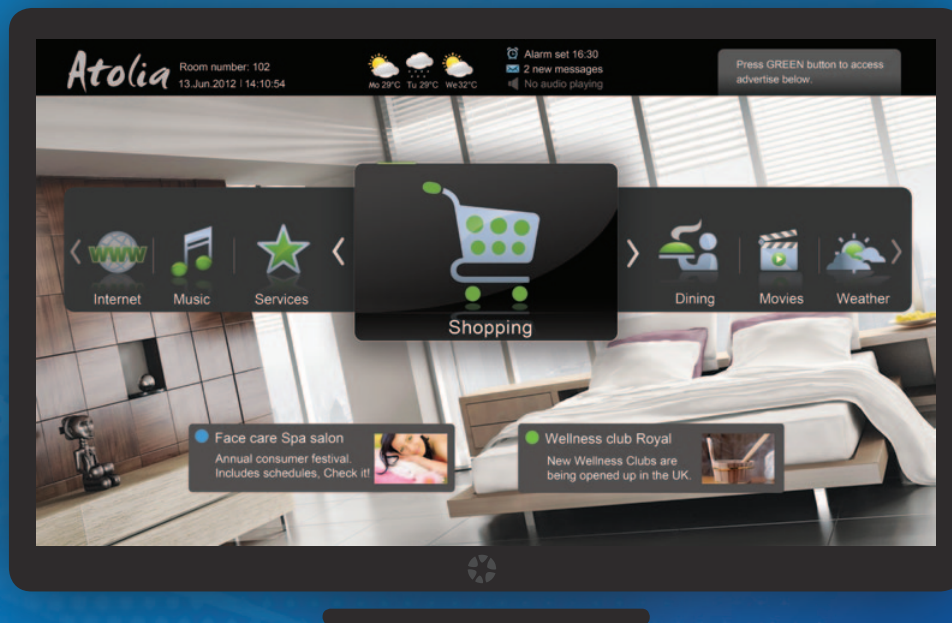 Atolia
Room number: 102
13.Jun.2012 | 14:10:54
Mo 29°C Tu 29°C We32°C
Alarm set 16:30
2 new messages
No audio playing
Press GREEN button to access
advertise below.
www
Internet
Music
Services
Shopping
Dining
Movies
Weather
Face care Spa salon
Annual consumer festival.
Includes schedules, Check it!
Wellness club Royal
New Wellness Clubs are
being opened up in the UK.